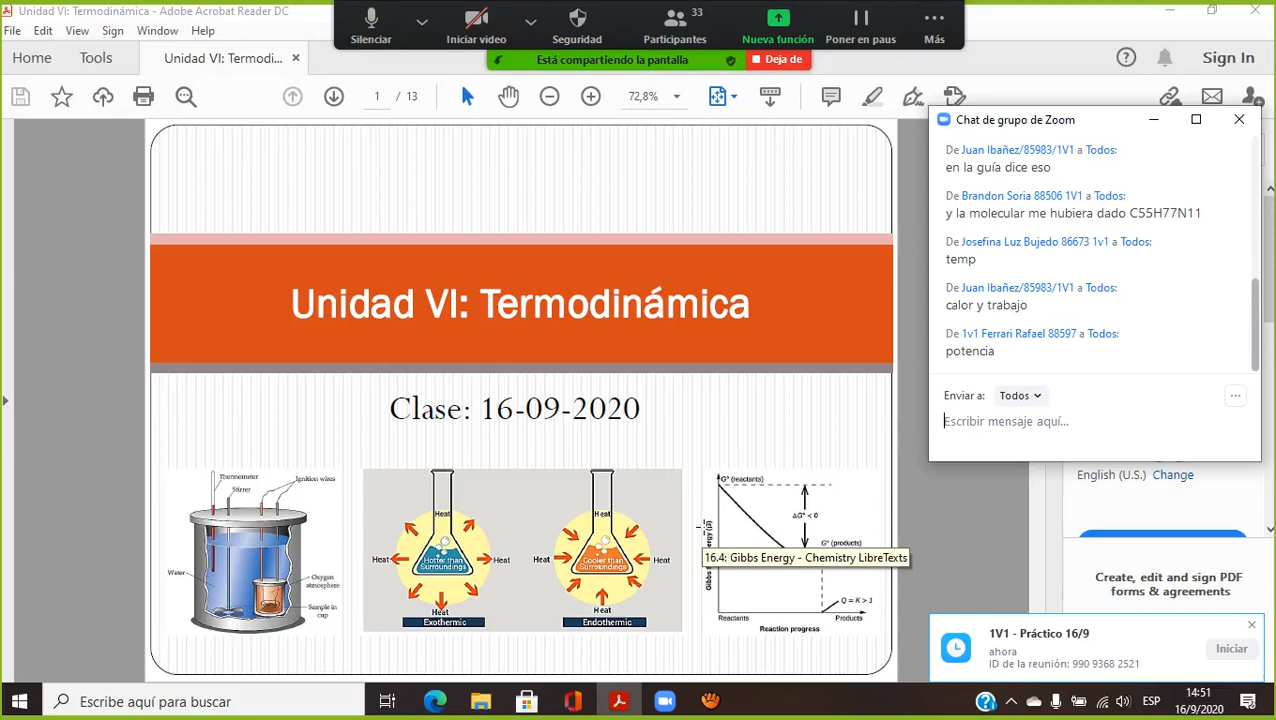 Unidad VI: Termodinámica - Adobe Acrobat Reader DC
File Edit View Sign Window Help
Silenciar
Iniciar video
Seguridad
33
Participantes
Nueva función
Poner en paus
Más
Está compartiendo la pantalla
Deja de
Home Tools Unidad VI: Termodi...
Sign In
1 / 13
72,8%
Chat de grupo de Zoom
De Juan Ibañez/85983/1V1 a Todos:
en la guía dice eso
De Brandon Soria 88506 1V1 a Todos:
y la molecular me hubiera dado C55H77N11
De Josefina Luz Bujedo 86673 1v1 a Todos:
temp
De Juan Ibañez/85983/1V1 a Todos:
calor y trabajo
De 1v1 Ferrari Rafael 88597 a Todos:
potencia
Enviar a: Todos
Escribir mensaje aquí...
Unidad VI: Termodinámica
Clase: 16-09-2020
Thermometer
Stirrer
Ignition wires
Water
Oxygen
atmosphere
Sample in
cup
Heat
Heat
Heat
Heat
Hotter than
Surroundings
Exothermic
Heat
Heat
Heat
Heat
Cooler than
Surroundings
Endothermic
G° (reactants)
ΔG° < 0
G° (products)
16.4: Gibbs Energy - Chemistry LibreTexts
Q = K > 1
Reactants
Products
Reaction progress
English (U.S.) Change
Create, edit and sign PDF
forms & agreements
1V1 - Práctico 16/9
ahora
ID de la reunión: 990 9368 2521
Iniciar
Escribe aquí para buscar
ESP
14:51
16/9/2020